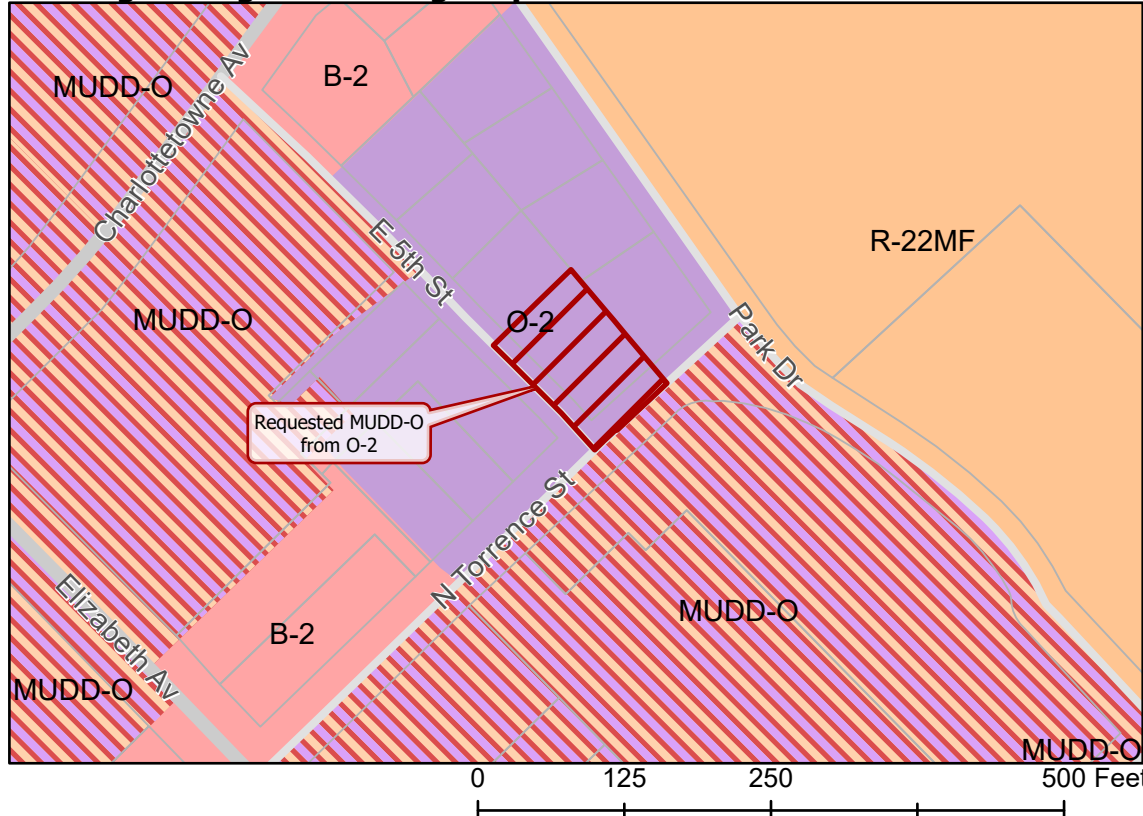 MUDD-O
Charlottetowne Av
B-2
E 5th St
R-22MF
MUDD-O
O-2
Park Dr
Requested MUDD-O
from O-2
N Torrence St
Elizabeth Av
B-2
MUDD-O
MUDD-O
MUDD-O
0 125 250 500 Feet